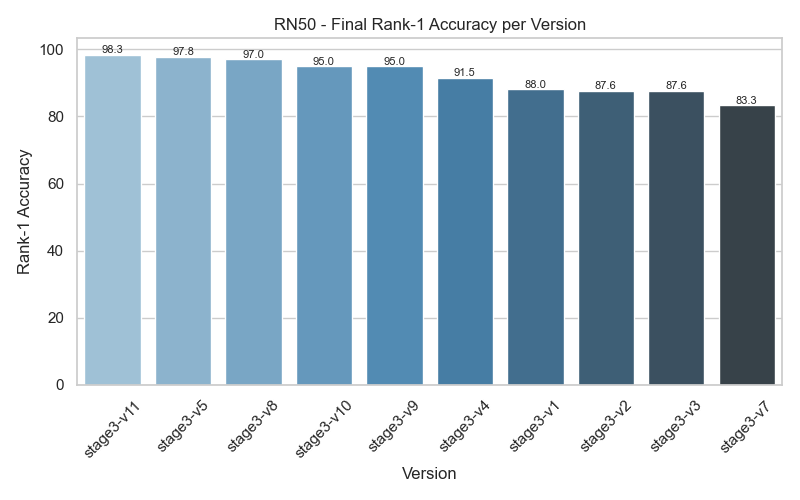 RN50 - Final Rank-1 Accuracy per Version
Rank-1 Accuracy
100
80
60
40
20
0
98.3
97.8
97.0
95.0
95.0
91.5
88.0
87.6
87.6
83.3
stage3-v11
stage3-v5
stage3-v8
stage3-v10
stage3-v9
stage3-v4
stage3-v1
stage3-v2
stage3-v3
stage3-v7
Version